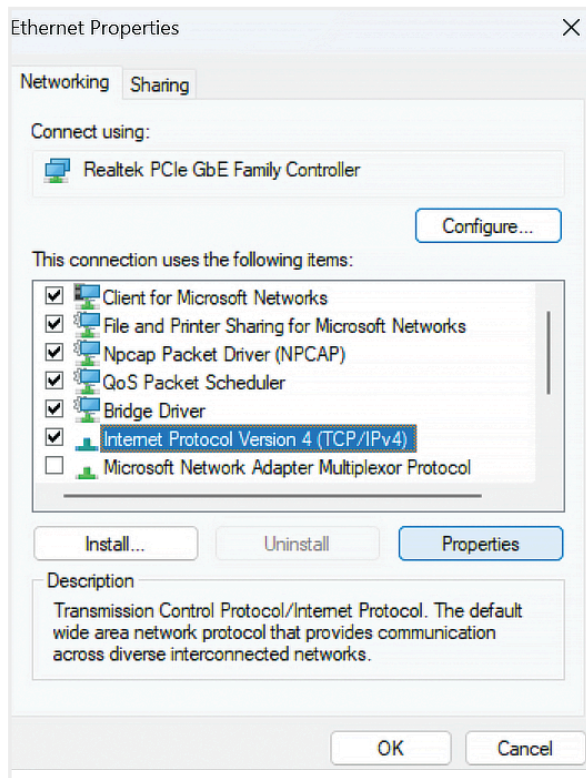 Ethernet Properties
Networking Sharing
Connect using:
Realtek PCIe GbE Family Controller
Configure...
This connection uses the following items:
Client for Microsoft Networks
File and Printer Sharing for Microsoft Networks
Npcap Packet Driver (NPCAP)
QoS Packet Scheduler
Bridge Driver
Internet Protocol Version 4 (TCP/IPv4)
Microsoft Network Adapter Multiplexor Protocol
Install... Uninstall Properties
Description
Transmission Control Protocol/Internet Protocol. The default
wide area network protocol that provides communication
across diverse interconnected networks.
OK Cancel